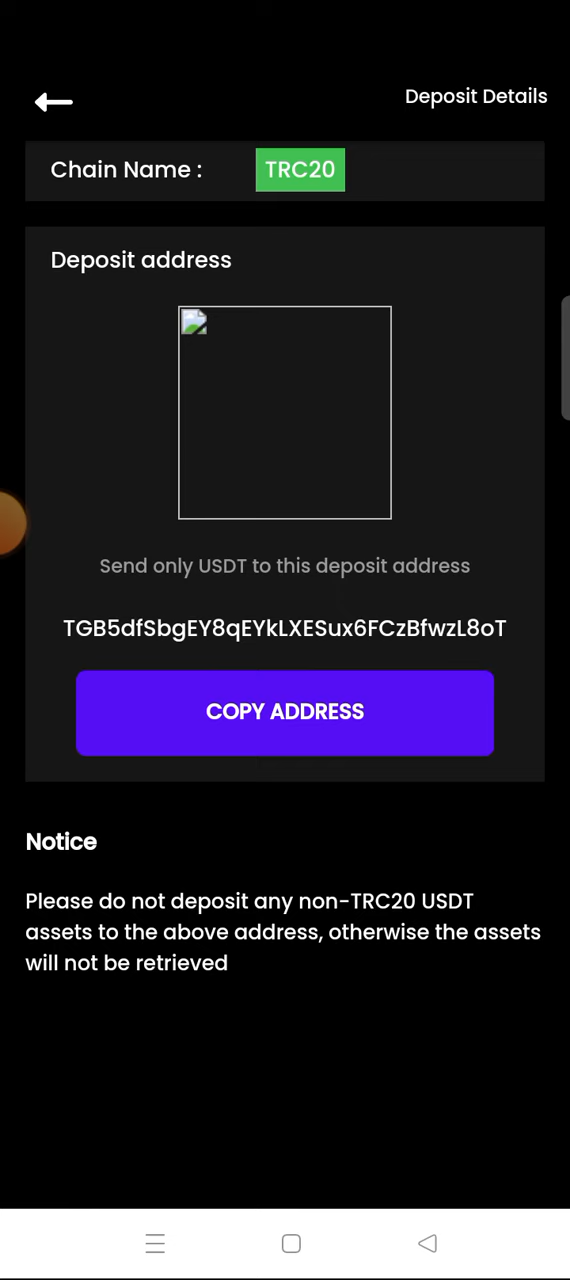 Deposit Details
Chain Name :
TRC20
Deposit address
Send only USDT to this deposit address
TGB5dfSbgEY8qEYkLXESux6FCzBfwzL8oT
COPY ADDRESS
Notice
Please do not deposit any non-TRC20 USDT
assets to the above address, otherwise the assets
will not be retrieved